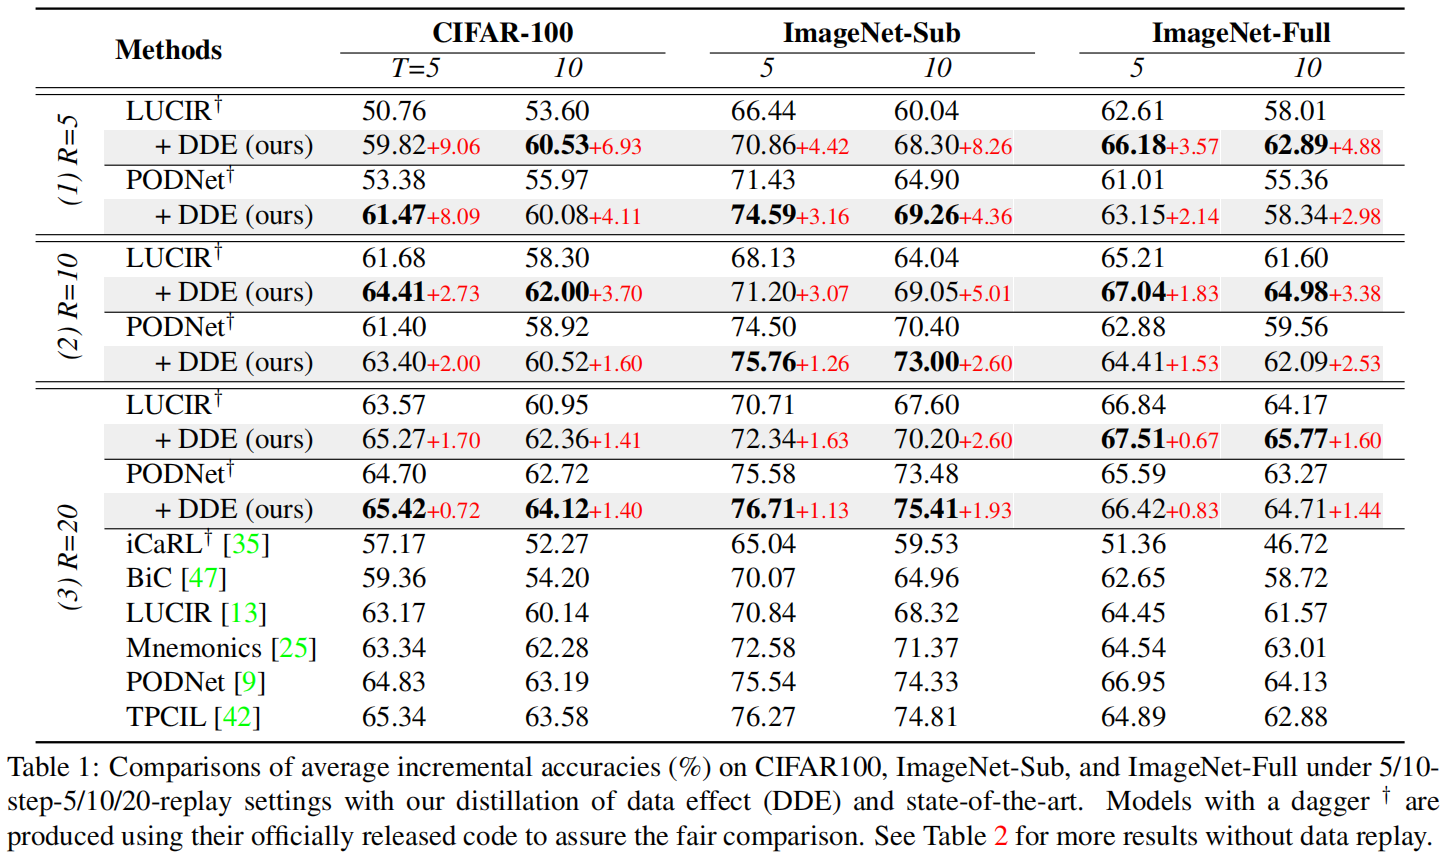 Methods CIFAR-100 ImageNet-Sub ImageNet-Full
T=5 10 5 10 5 10
(1) R=5
LUCIR† 50.76 53.60 66.44 60.04 62.61 58.01
+ DDE (ours) 59.82+9.06 60.53+6.93 70.86+4.42 68.30+8.26 66.18+3.57 62.89+4.88
PODNet† 53.38 55.97 71.43 64.90 61.01 55.36
+ DDE (ours) 61.47+8.09 60.08+4.11 74.59+3.16 69.26+4.36 63.15+2.14 58.34+2.98
(2) R=10
LUCIR† 61.68 58.30 68.13 64.04 65.21 61.60
+ DDE (ours) 64.41+2.73 62.00+3.70 71.20+3.07 69.05+5.01 67.04+1.83 64.98+3.38
PODNet† 61.40 58.92 74.50 70.40 62.88 59.56
+ DDE (ours) 63.40+2.00 60.52+1.60 75.76+1.26 73.00+2.60 64.41+1.53 62.09+2.53
(3) R=20
LUCIR† 63.57 60.95 70.71 67.60 66.84 64.17
+ DDE (ours) 65.27+1.70 62.36+1.41 72.34+1.63 70.20+2.60 67.51+0.67 65.77+1.60
PODNet† 64.70 62.72 75.58 73.48 65.59 63.27
+ DDE (ours) 65.42+0.72 64.12+1.40 76.71+1.13 75.41+1.93 66.42+0.83 64.71+1.44
iCaRL† [35] 57.17 52.27 65.04 59.53 51.36 46.72
BiC [47] 59.36 54.20 70.07 64.96 62.65 58.72
LUCIR [13] 63.17 60.14 70.84 68.32 64.45 61.57
Mnemonics [25] 63.34 62.28 72.58 71.37 64.54 63.01
PODNet [9] 64.83 63.19 75.54 74.33 66.95 64.13
TPCIL [42] 65.34 63.58 76.27 74.81 64.89 62.88
Table 1: Comparisons of average incremental accuracies (%) on CIFAR100, ImageNet-Sub, and ImageNet-Full under 5/10-
step-5/10/20-replay settings with our distillation of data effect (DDE) and state-of-the-art. Models with a dagger † are
produced using their officially released code to assure the fair comparison. See Table 2 for more results without data replay.